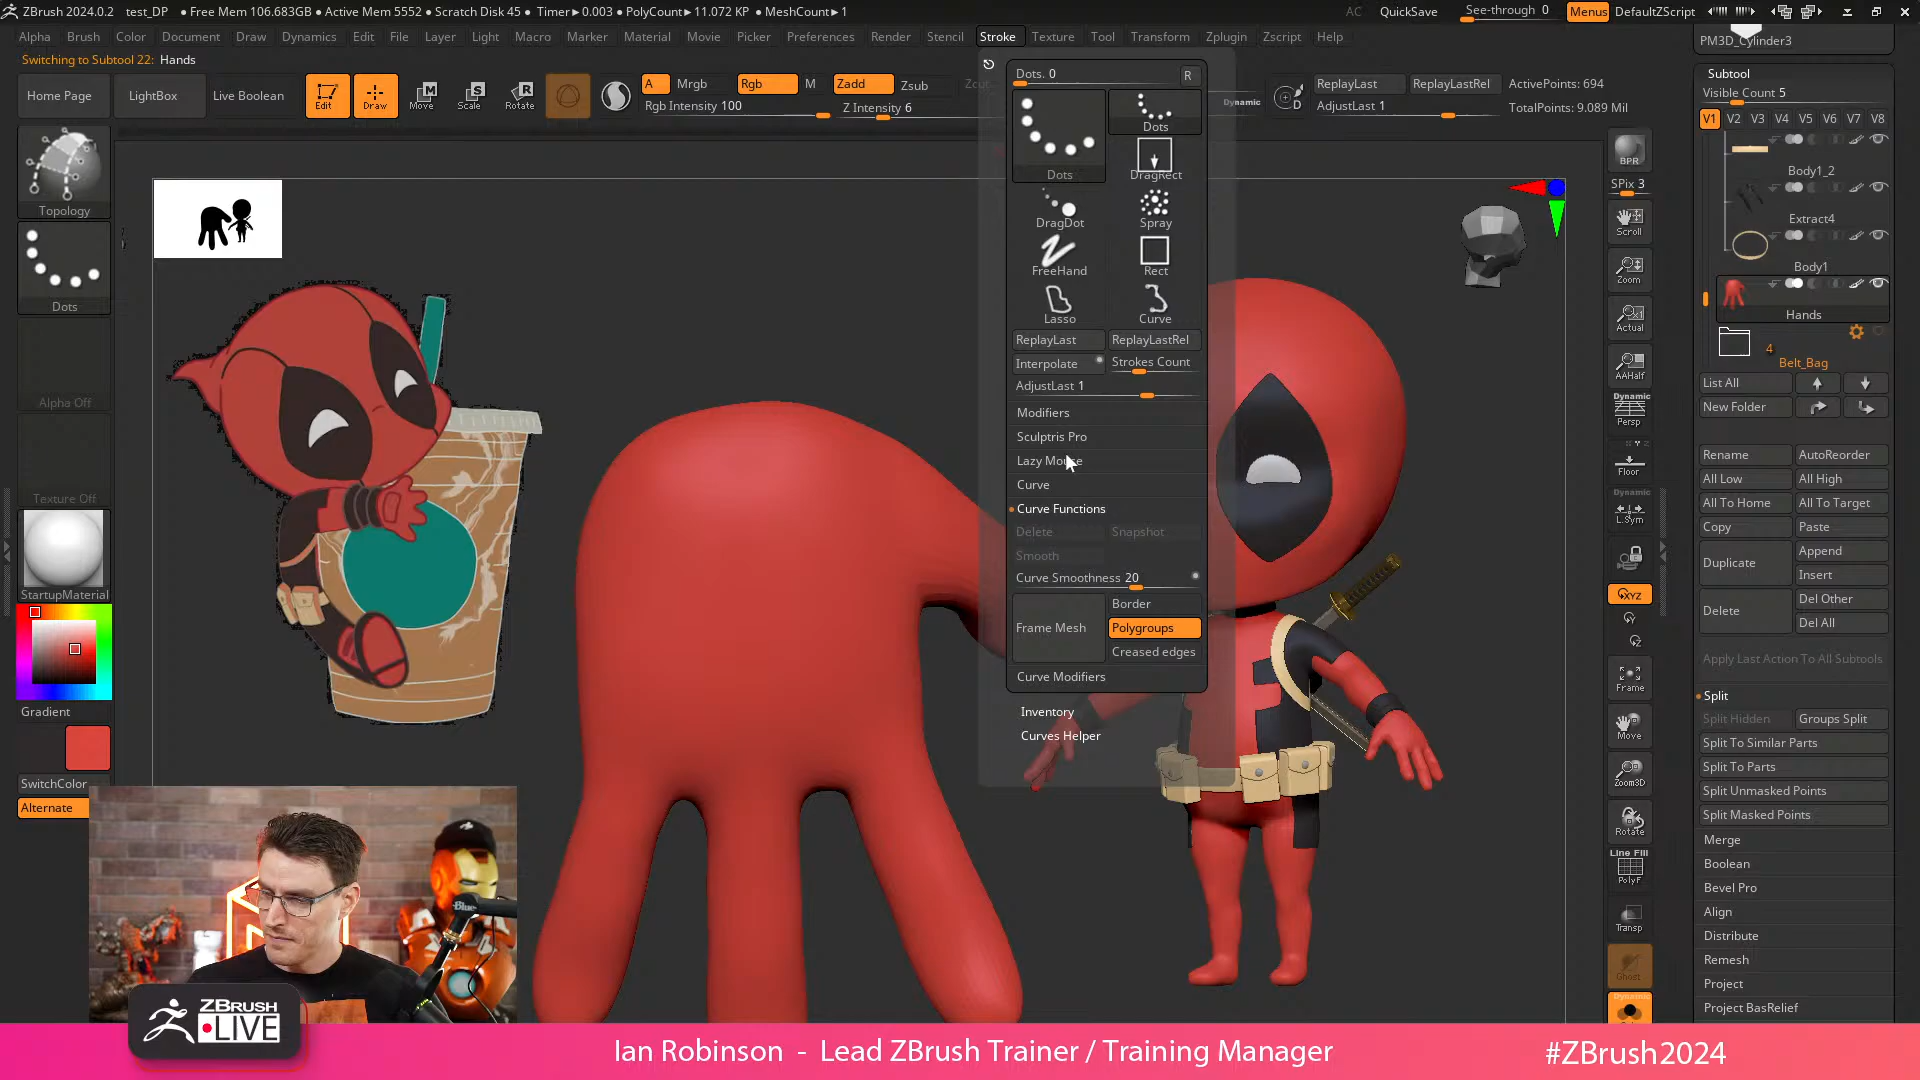 ZBrush 2024.0.2 test_DP ● Free Mem 106.683GB ● Active Mem 5552 ● Scratch Disk 45 ● Timer►0.003 ● PolyCount►11.072 KP ● MeshCount►1
AC QuickSave See-through 0 Menus DefaultZScript
Alpha Brush Color Document Draw Dynamics Edit File Layer Light Macro Marker Material Movie Picker Preferences Render Stencil Stroke Texture Tool Transform Zplugin Zscript Help
Switching to Subtool 22: Hands
Home Page
LightBox
Live Boolean
Edit
Draw
Move
Scale
Rotate
A Mrgb Rgb M Zadd Zsub
Rgb Intensity 100
Z Intensity 6
Dynamic
ReplayLast ReplayLastRel ActivePoints: 694
AdjustLast 1 TotalPoints: 9.089 Mil
Topology
Dots
Alpha Off
Texture Off
StartupMaterial
Gradient
SwitchColor
Alternate
Dots. 0 R
Dots
Dots
DragRect
DragDot
Spray
FreeHand
Rect
Lasso
Curve
ReplayLast ReplayLastRel
Interpolate Strokes Count
AdjustLast 1
Modifiers
Sculptris Pro
Lazy Mouse
Curve
Curve Functions
Delete Snapshot
Smooth
Curve Smoothness 20
Frame Mesh
Border
Polygroups
Creased edges
Curve Modifiers
Inventory
Curves Helper
BPR
SPix 3
Scroll
Zoom
Actual
AAHalf
Dynamic
Persp
Floor
Dynamic
L.Sym
XYZ
Frame
Move
Zoom3D
Rotate
Line Fill
PolyF
Transp
Ghost
Dynamic
PM3D_Cylinder3
Subtool
Visible Count 5
V1 V2 V3 V4 V5 V6 V7 V8
Body1_2
Extract4
Body1
Hands
4
Belt_Bag
List All
New Folder
Rename AutoReorder
All Low All High
All To Home All To Target
Copy Paste
Duplicate Append
Insert
Delete Del Other
Del All
Apply Last Action To All Subtools
Split
Split Hidden Groups Split
Split To Similar Parts
Split To Parts
Split Unmasked Points
Split Masked Points
Merge
Boolean
Bevel Pro
Align
Distribute
Remesh
Project
Project BasRelief
Blue
ZBRUSH
LIVE
Ian Robinson - Lead ZBrush Trainer / Training Manager
#ZBrush2024